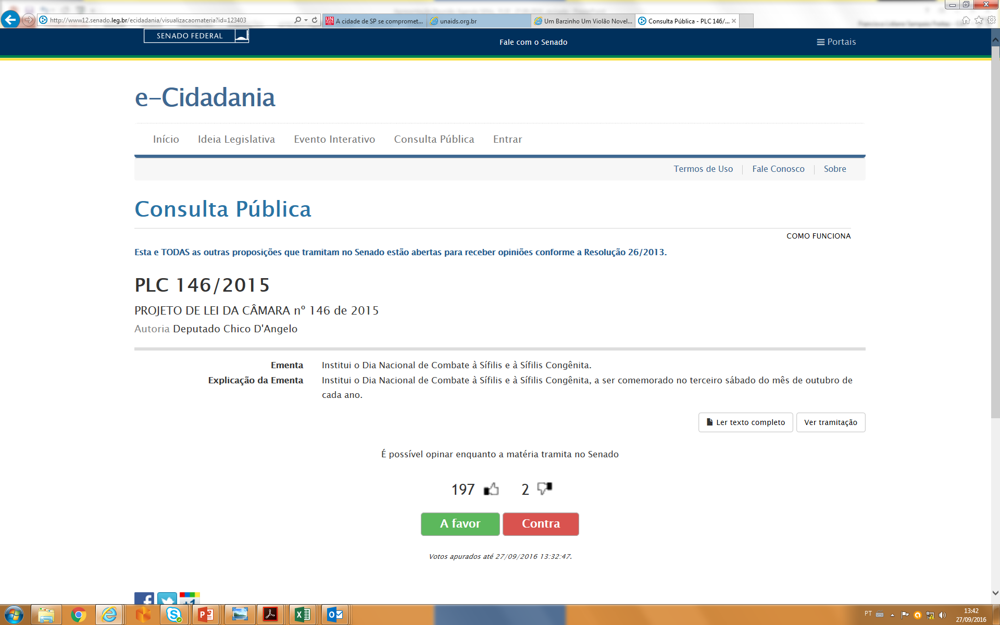 http://www12.senado.leg.br/ecidadania/visualizacaomateria?id=123403
A cidade de SP se compromet...
unaids.org.br
Um Barzinho Um Violão Novel...
Consulta Pública - PLC 146/...
SENADO FEDERAL
Fale com o Senado
Portais
e-Cidadania
Início Ideia Legislativa Evento Interativo Consulta Pública Entrar
Termos de Uso Fale Conosco Sobre
Consulta Pública
COMO FUNCIONA
Esta e TODAS as outras proposições que tramitam no Senado estão abertas para receber opiniões conforme a Resolução 26/2013.
PLC 146/2015
PROJETO DE LEI DA CÂMARA nº 146 de 2015
Autoria Deputado Chico D'Angelo
Ementa Institui o Dia Nacional de Combate à Sífilis e à Sífilis Congênita.
Explicação da Ementa Institui o Dia Nacional de Combate à Sífilis e à Sífilis Congênita, a ser comemorado no terceiro sábado do mês de outubro de
cada ano.
Ler texto completo Ver tramitação
É possível opinar enquanto a matéria tramita no Senado
197 2
A favor Contra
Votos apurados até 27/09/2016 13:32:47.
+1
PT
13:42
27/09/2016